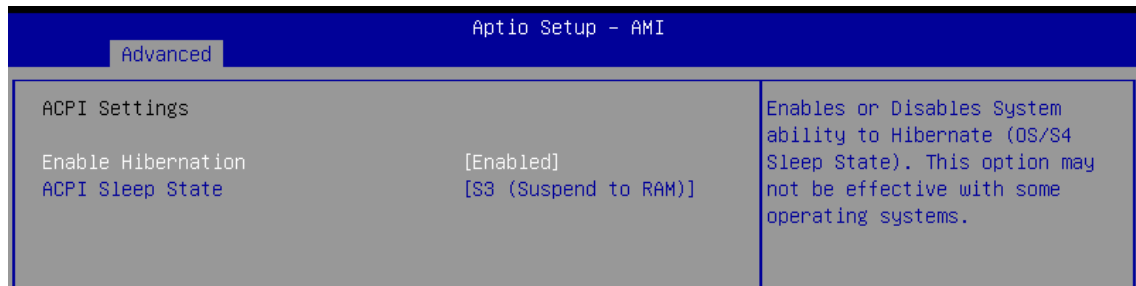 Aptio Setup – AMI
Advanced
ACPI Settings
Enable Hibernation [Enabled]
ACPI Sleep State [S3 (Suspend to RAM)]
Enables or Disables System
ability to Hibernate (OS/S4
Sleep State). This option may
not be effective with some
operating systems.